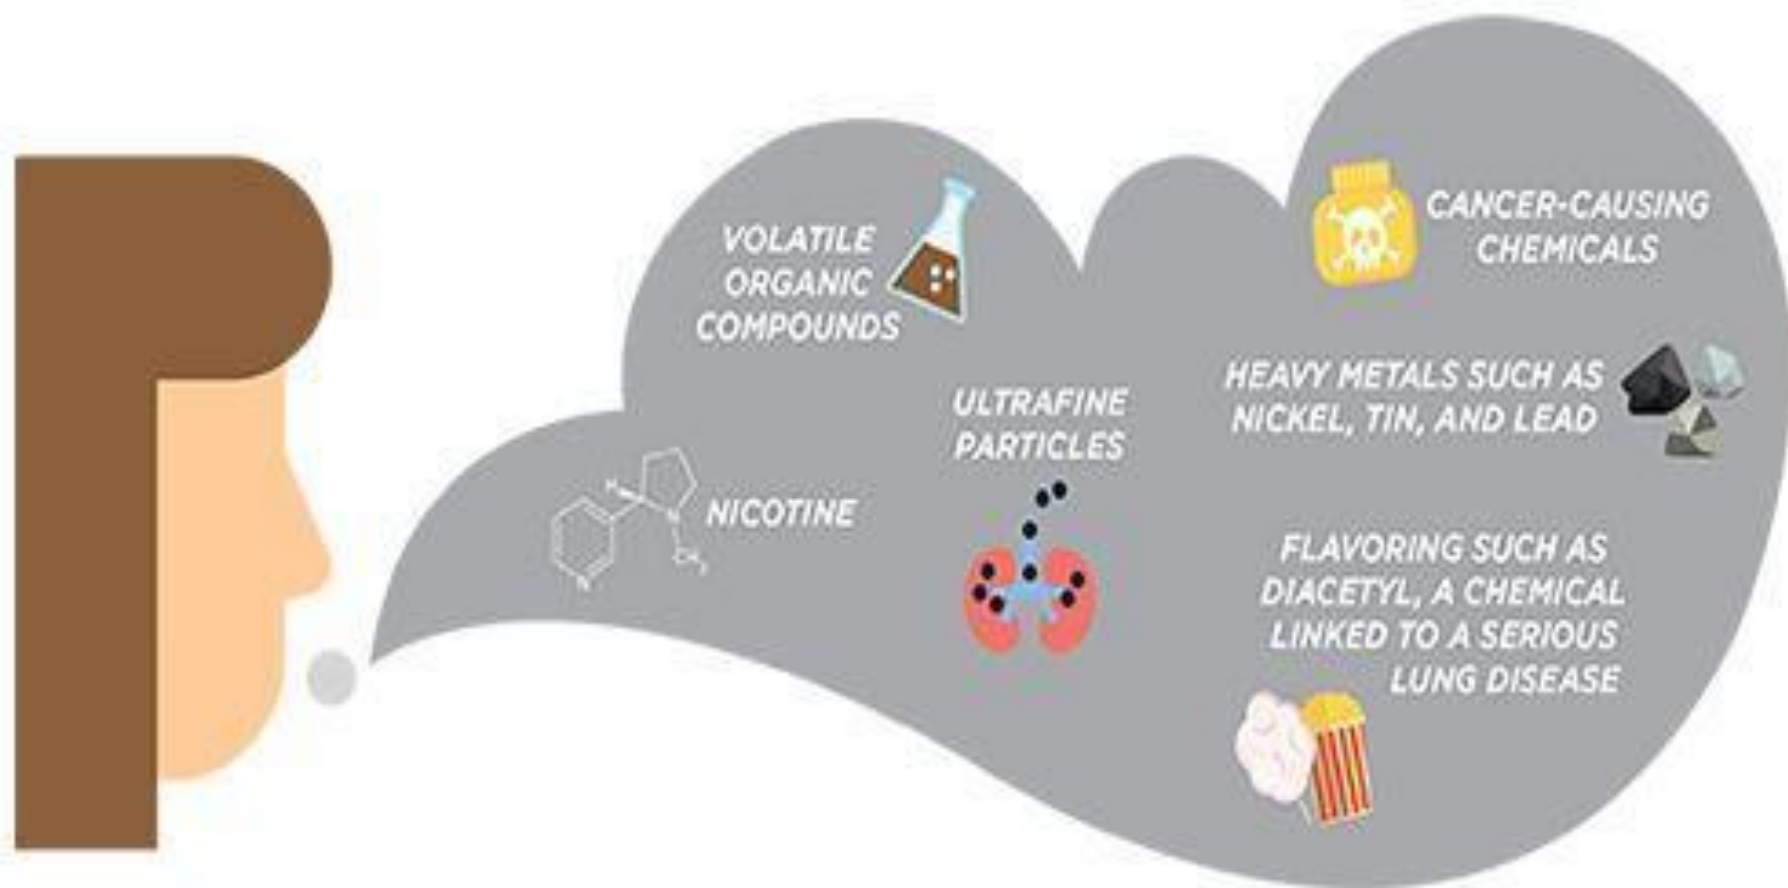 VOLATILE
ORGANIC
COMPOUNDS
CANCER-CAUSING
CHEMICALS
HEAVY METALS SUCH AS
NICKEL, TIN, AND LEAD
ULTRAFINE
PARTICLES
H
N
CH3
N
NICOTINE
FLAVORING SUCH AS
DIACETYL, A CHEMICAL
LINKED TO A SERIOUS
LUNG DISEASE